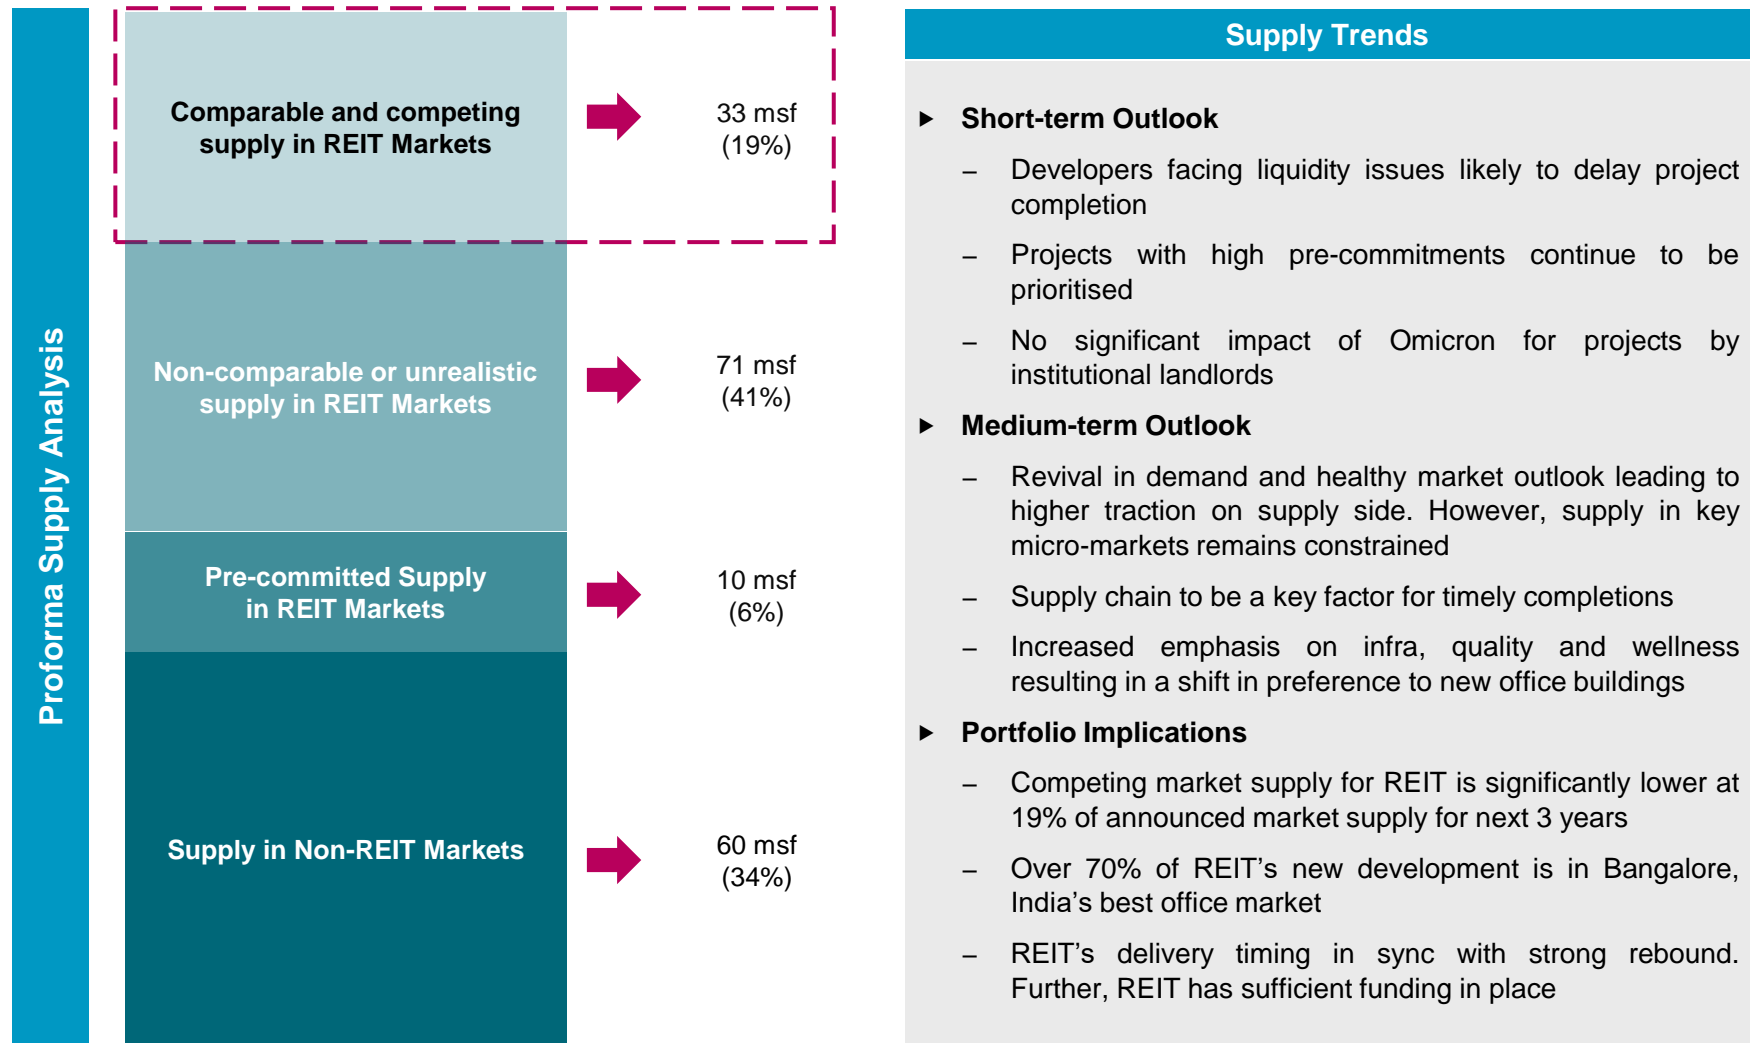 Proforma Supply Analysis
Comparable and competing
supply in REIT Markets
33 msf
(19%)
Non-comparable or unrealistic
supply in REIT Markets
71 msf
(41%)
Pre-committed Supply
in REIT Markets
10 msf
(6%)
Supply in Non-REIT Markets
60 msf
(34%)
Supply Trends
► Short-term Outlook
– Developers facing liquidity issues likely to delay project
completion
– Projects with high pre-commitments continue to be
prioritised
– No significant impact of Omicron for projects by
institutional landlords
► Medium-term Outlook
– Revival in demand and healthy market outlook leading to
higher traction on supply side. However, supply in key
micro-markets remains constrained
– Supply chain to be a key factor for timely completions
– Increased emphasis on infra, quality and wellness
resulting in a shift in preference to new office buildings
► Portfolio Implications
– Competing market supply for REIT is significantly lower at
19% of announced market supply for next 3 years
– Over 70% of REIT’s new development is in Bangalore,
India’s best office market
– REIT’s delivery timing in sync with strong rebound.
Further, REIT has sufficient funding in place